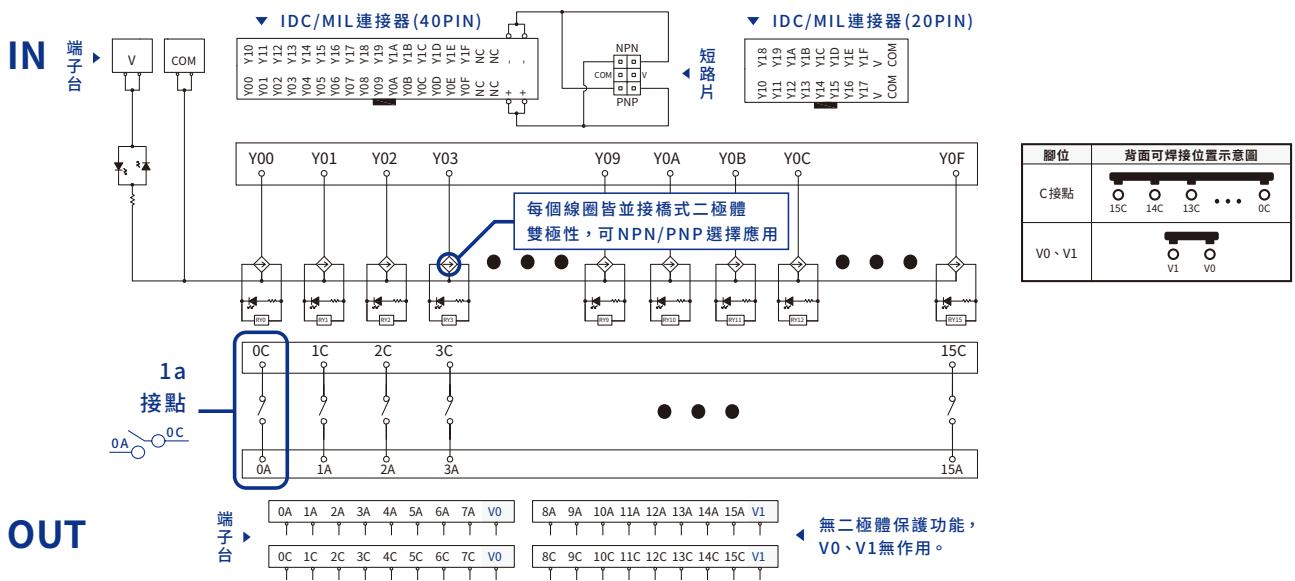 ▼ IDC/MIL連接器(40PIN)
▼ IDC/MIL連接器(20PIN)
IN
端子台
V
COM
Y10 Y11 Y12 Y13 Y14 Y15 Y16 Y17 Y18 Y19 Y1A Y1B Y1C Y1D Y1E Y1F NC NC - -
Y00 Y01 Y02 Y03 Y04 Y05 Y06 Y07 Y08 Y09 Y0A Y0B Y0C Y0D Y0E Y0F NC NC + +
NPN
COM V
PNP
短路片
Y18 Y19 Y1A Y1B Y1C Y1D Y1E Y1F V COM
Y10 Y11 Y12 Y13 Y14 Y15 Y16 Y17 V COM
Y00 Y01 Y02 Y03 Y09 Y0A Y0B Y0C Y0F
每個線圈皆並接橋式二極體
雙極性，可NPN/PNP選擇應用
RY0 RY1 RY2 RY3 RY9 RY10 RY11 RY12 RY15
腳位 背面可焊接位置示意圖
C接點
15C 14C 13C 0C
V0、V1
V1 V0
0C 1C 2C 3C 15C
1a
接點
0A 0C
0A 1A 2A 3A 15A
OUT
端子台
0A 1A 2A 3A 4A 5A 6A 7A V0
8A 9A 10A 11A 12A 13A 14A 15A V1
0C 1C 2C 3C 4C 5C 6C 7C V0
8C 9C 10C 11C 12C 13C 14C 15C V1
無二極體保護功能，
V0、V1無作用。